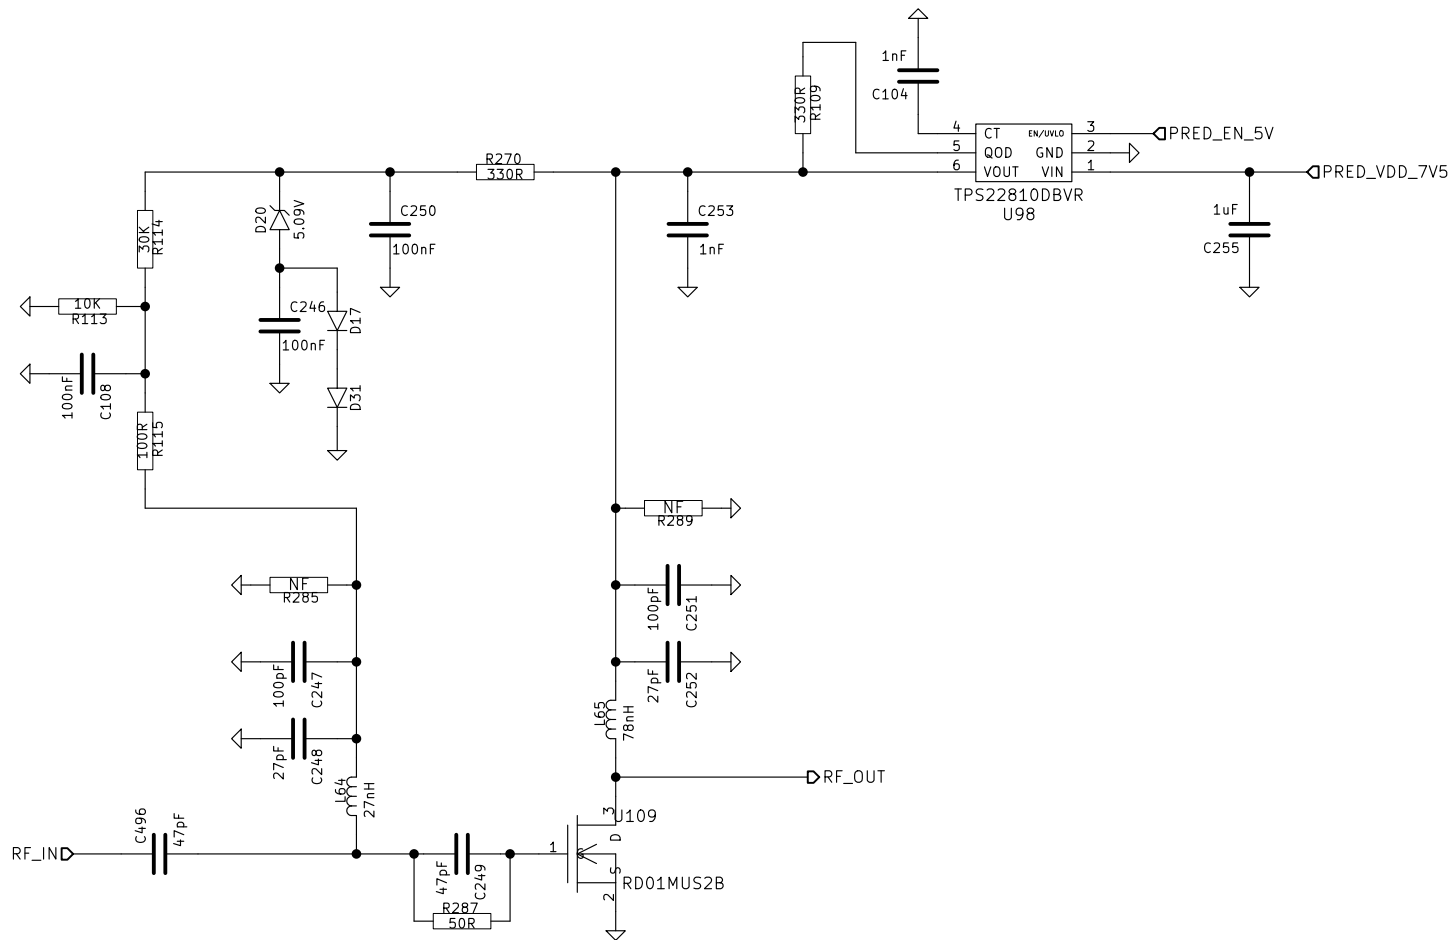 1nF
C104
330R
R109
4 CT EN/UVLO 3
PRED_EN_5V
5 QOD GND 2
6 VOUT VIN 1
PRED_VDD_7V5
TPS22810DBVR
U98
R270
330R
30K
R114
D20
5.09V
C250
100nF
C253
1nF
1uF
C255
10K
R113
C246
100nF
D17
100nF
C108
D31
100R
R115
NF
R289
NF
R285
100pF
C251
100pF
C247
27pF
C252
L65
78nH
27pF
C248
L64
27nH
RF_OUT
3
U109
D
C496
47pF
RF_IN
47pF
C249
1
G
S
RD01MUS2B
2
R287
50R